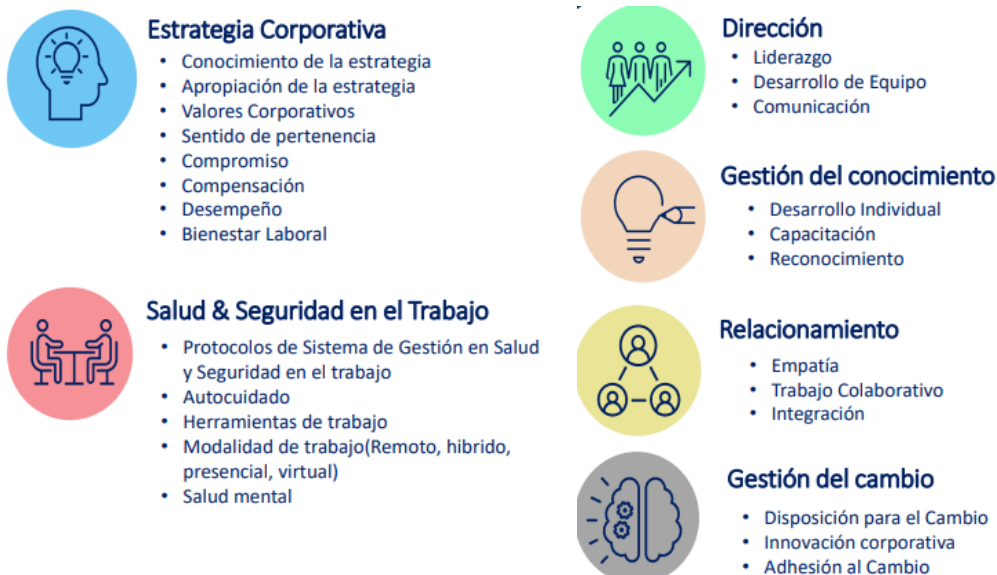 Estrategia Corporativa
• Conocimiento de la estrategia
• Apropiación de la estrategia
• Valores Corporativos
• Sentido de pertenencia
• Compromiso
• Compensación
• Desempeño
• Bienestar Laboral
Salud & Seguridad en el Trabajo
• Protocolos de Sistema de Gestión en Salud
y Seguridad en el trabajo
• Autocuidado
• Herramientas de trabajo
• Modalidad de trabajo(Remoto, hibrido,
presencial, virtual)
• Salud mental
Dirección
• Liderazgo
• Desarrollo de Equipo
• Comunicación
Gestión del conocimiento
• Desarrollo Individual
• Capacitación
• Reconocimiento
Relacionamiento
• Empatía
• Trabajo Colaborativo
• Integración
Gestión del cambio
• Disposición para el Cambio
• Innovación corporativa
• Adhesión al Cambio